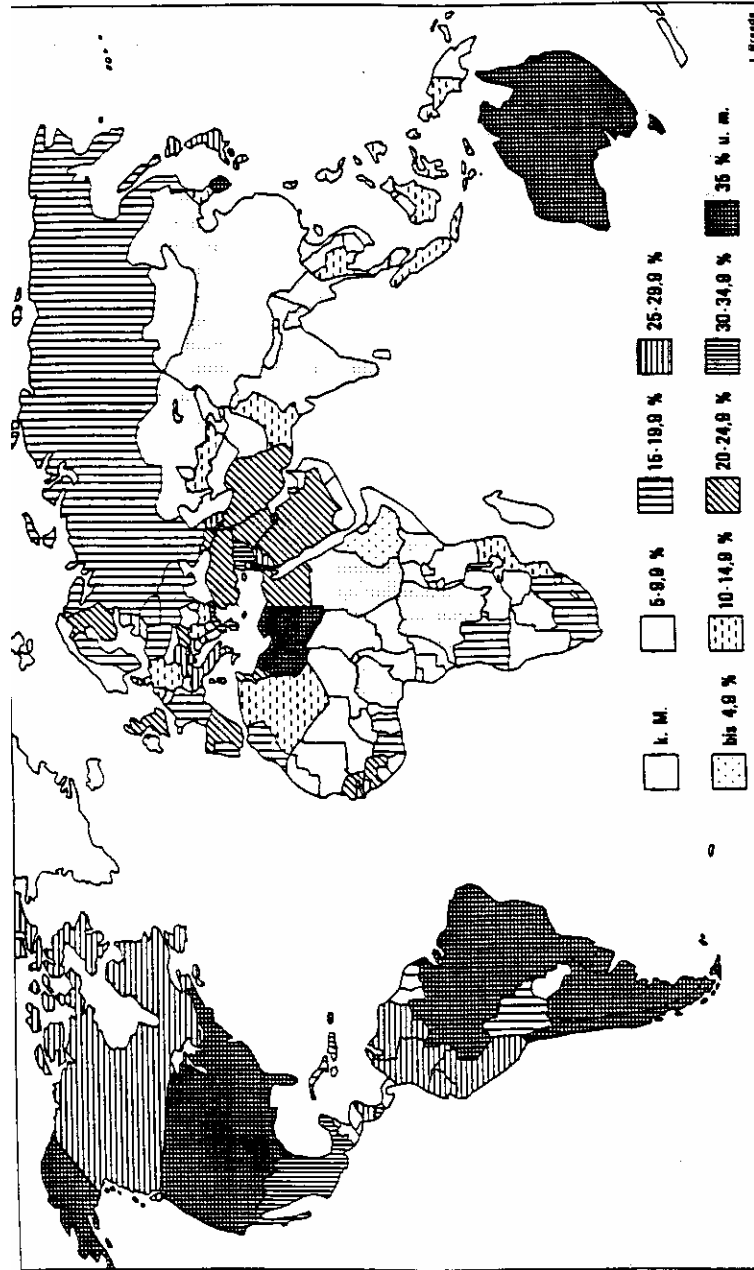 k. M. 5-9,9 % 15-19,9 % 25-29,9 %
bis 4,9 % 10-14,9 % 20-24,9 % 30-34,9 % 35 % u. m.